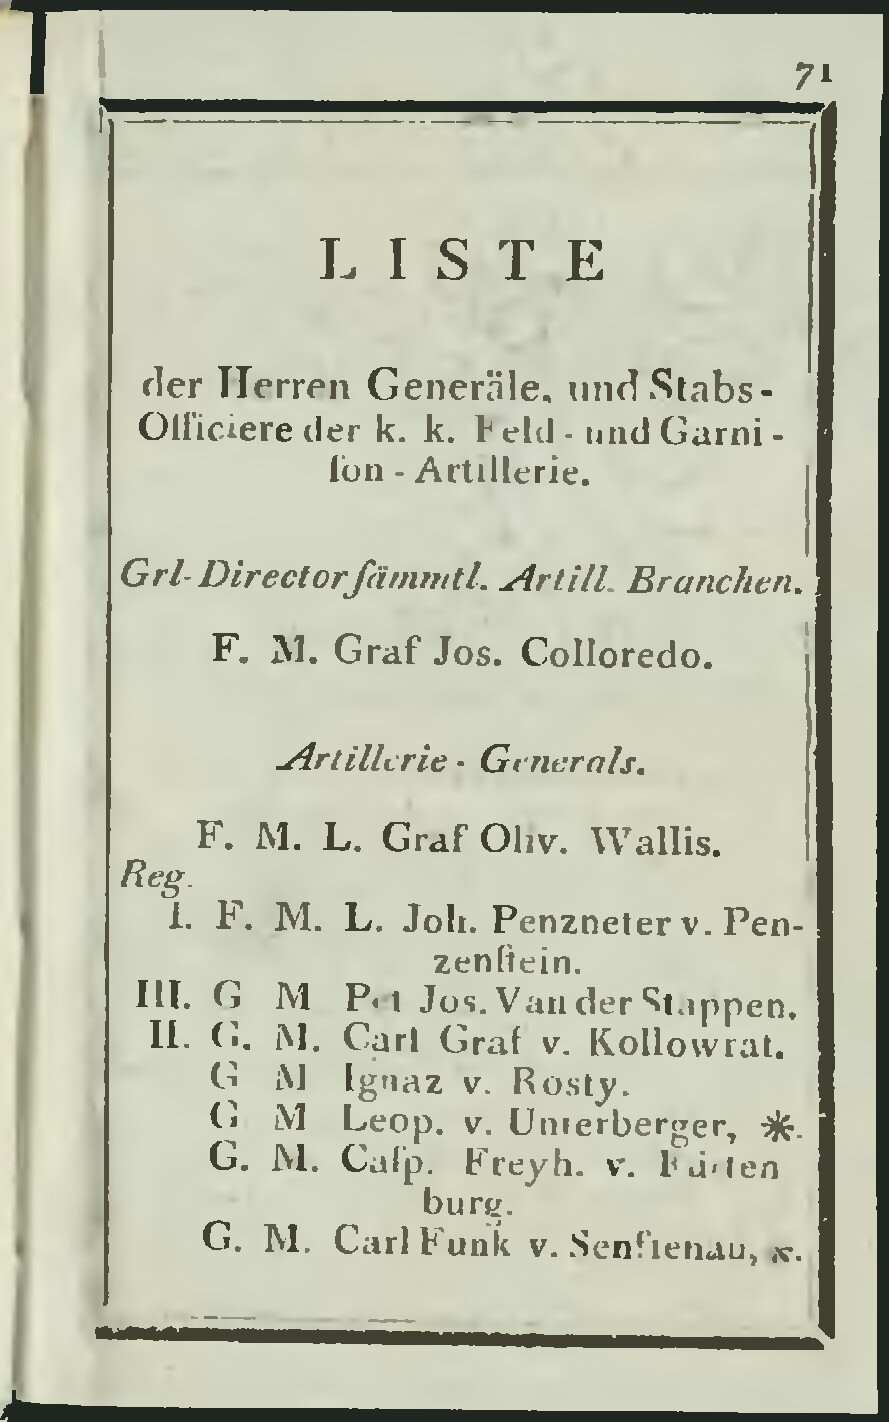 71
L I S T E
der Herren Generäle, und Stabs-
Officiere der k. k. Feld- und Garni-
ſon-Artillerie.
Grl-Director ſämmtl. Artill. Branchen.
F. M. Graf Jos. Colloredo.
Artillerie-Generals.
F. M. L. Graf Oliv. Wallis.
Reg.
I. F. M. L. Joh. Penzneter v. Pen-
zenſtein.
III. G M Pet Jos. Van der Stappen.
II. G. M. Carl Graf v. Kollowrat.
G M Ignaz v. Rosty.
G M Leop. v. Unterberger, ※.
G. M. Caſp. Freyh. v.
burg.
G. M. Carl Funk v. Senftenau,